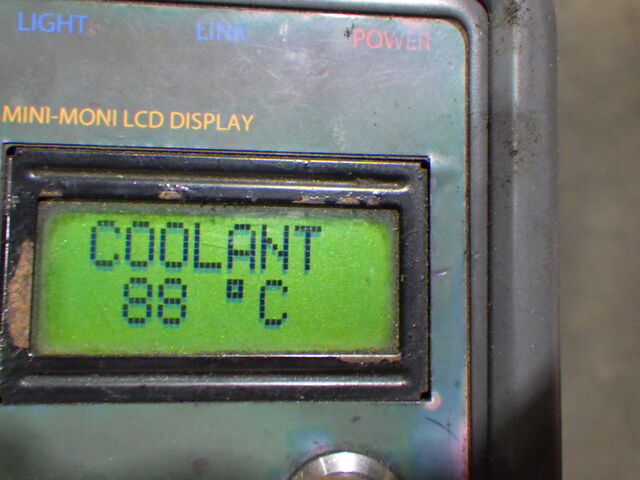 LIGHT LINK POWER
MINI-MONI LCD DISPLAY
COOLANT
88 °C